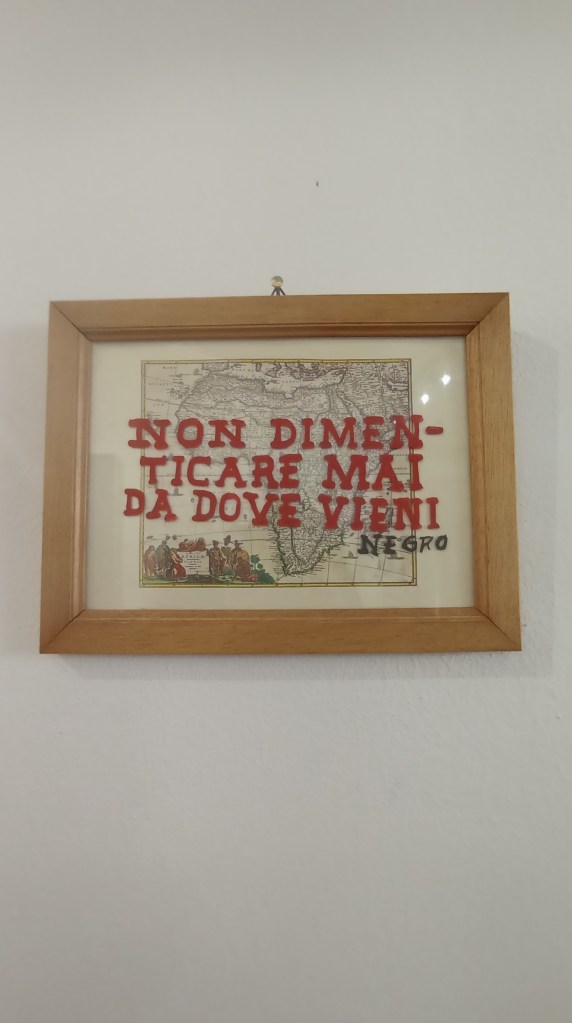 NON DIMEN-
TICARE MAI
DA DOVE VIENI
NEGRO